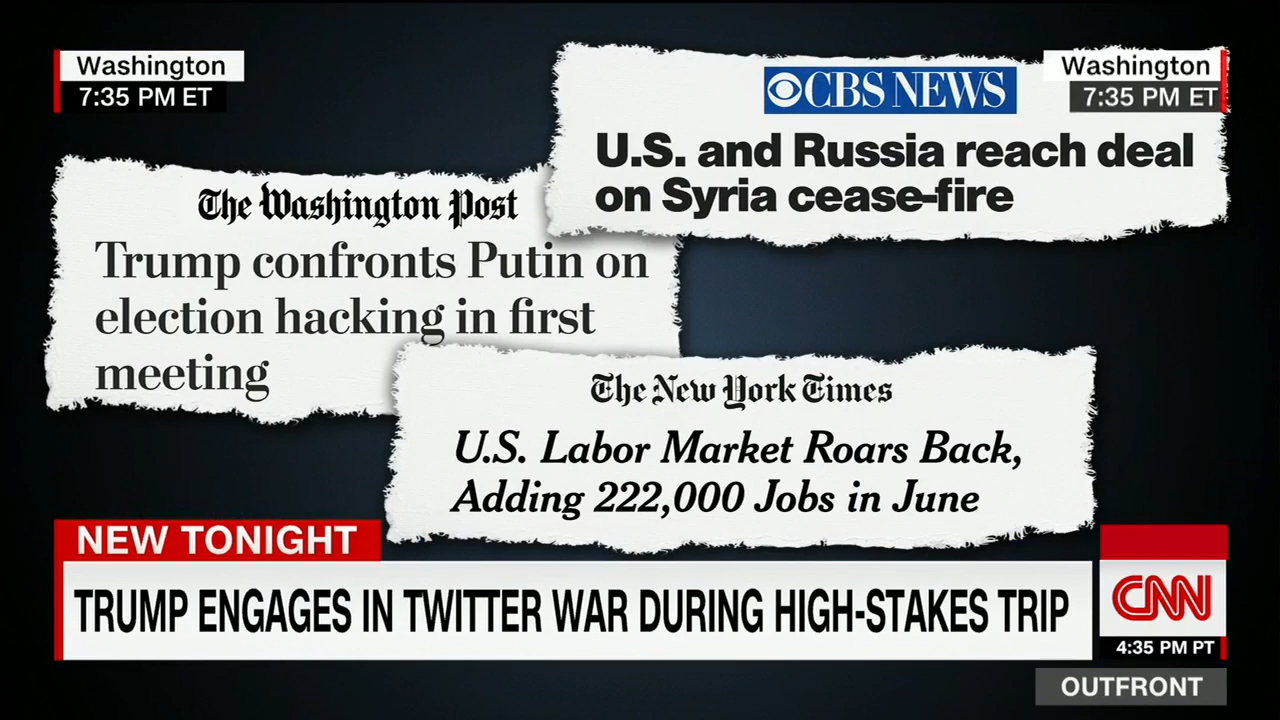 Washington
7:35 PM ET
CBS NEWS
Washington
7:35 PM ET
U.S. and Russia reach deal
on Syria cease-fire
The Washington Post
Trump confronts Putin on
election hacking in first
meeting
The New York Times
U.S. Labor Market Roars Back,
Adding 222,000 Jobs in June
NEW TONIGHT
TRUMP ENGAGES IN TWITTER WAR DURING HIGH-STAKES TRIP
CNN
4:35 PM PT
OUTFRONT